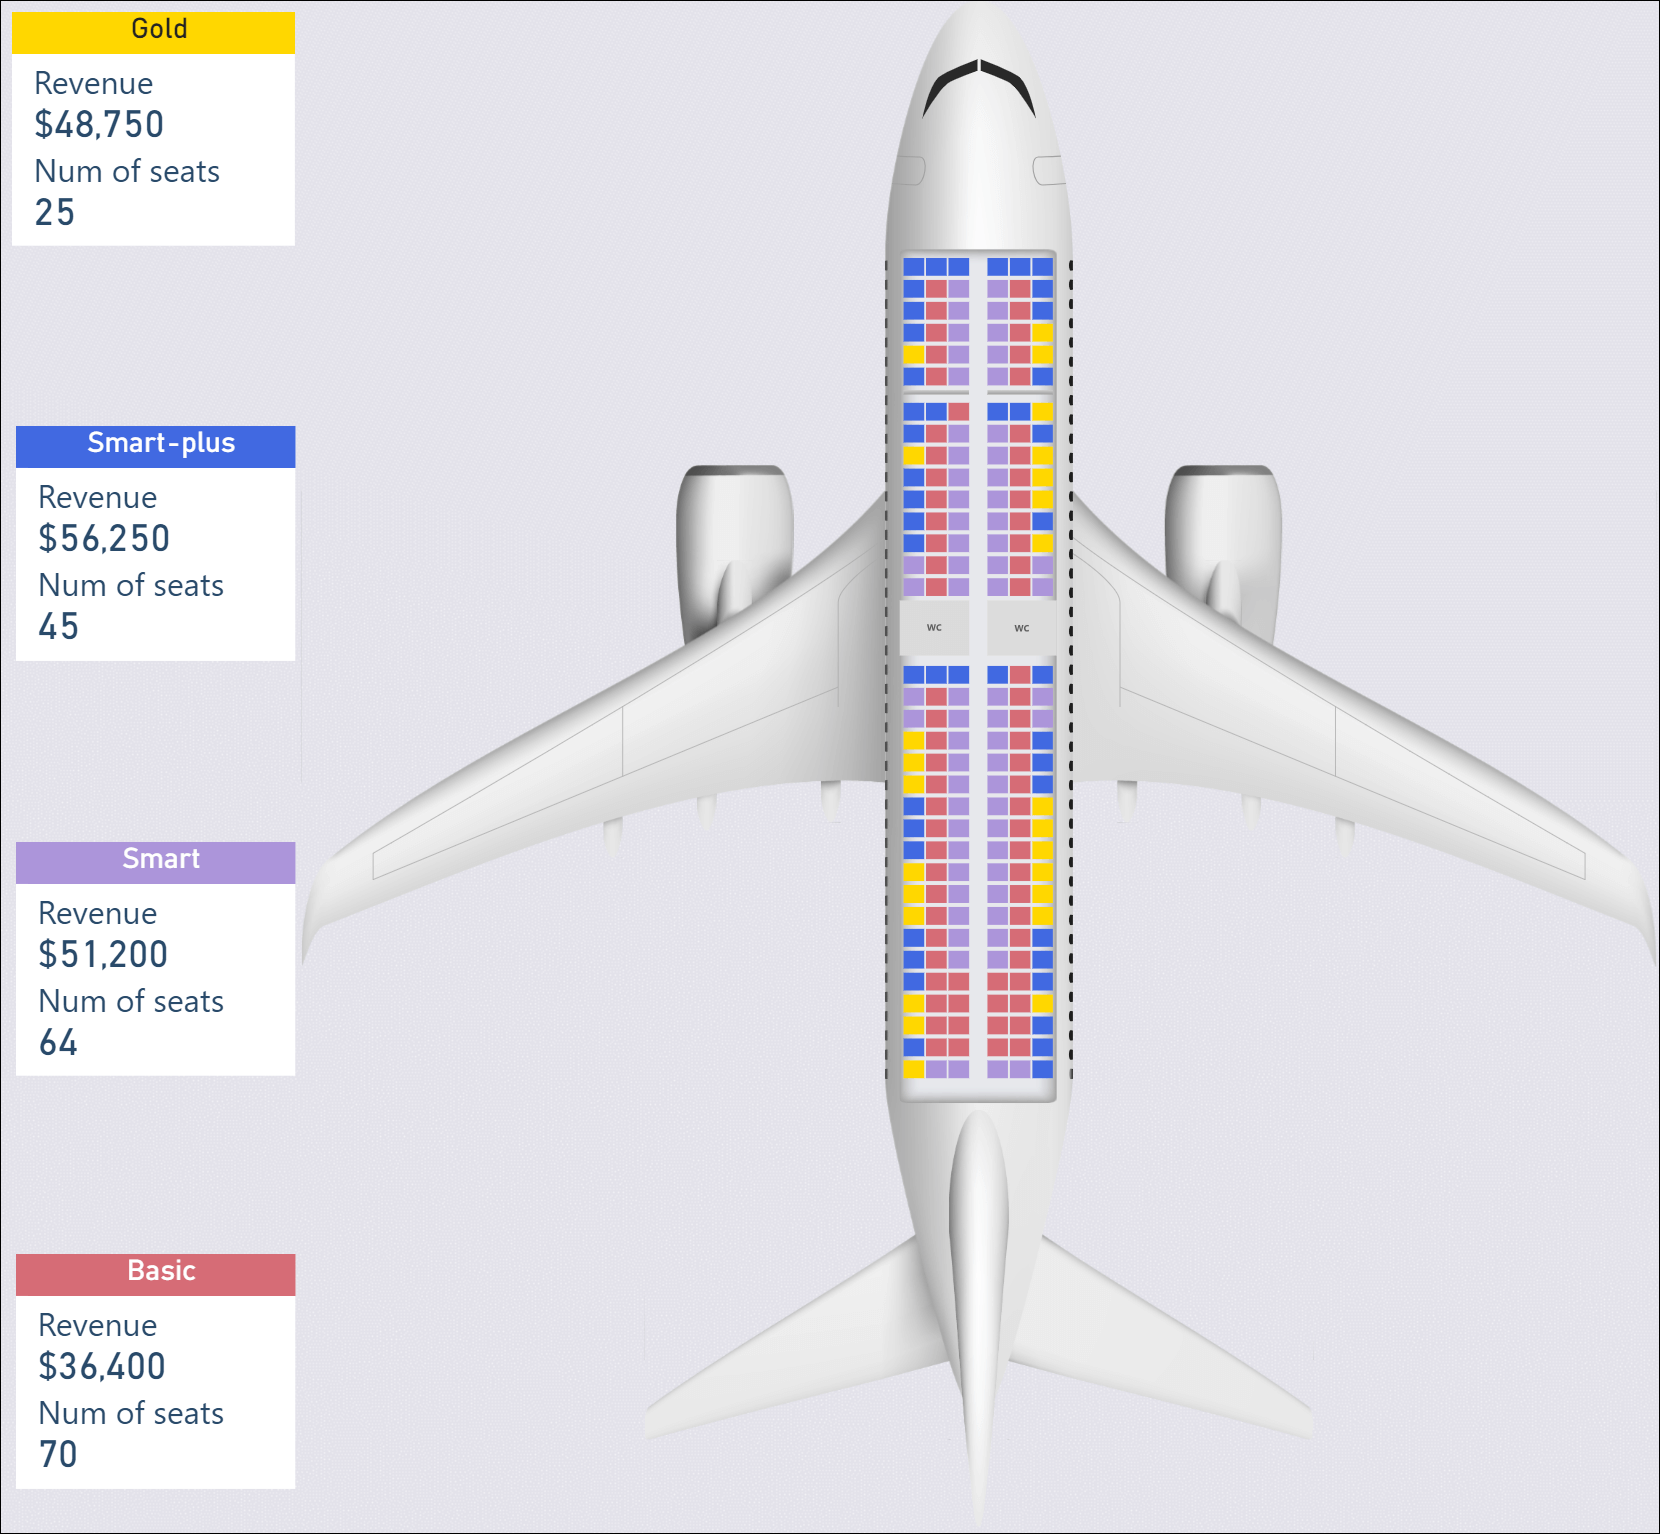 Gold
Revenue
$48,750
Num of seats
25
Smart-plus
Revenue
$56,250
Num of seats
45
WC WC
Smart
Revenue
$51,200
Num of seats
64
Basic
Revenue
$36,400
Num of seats
70